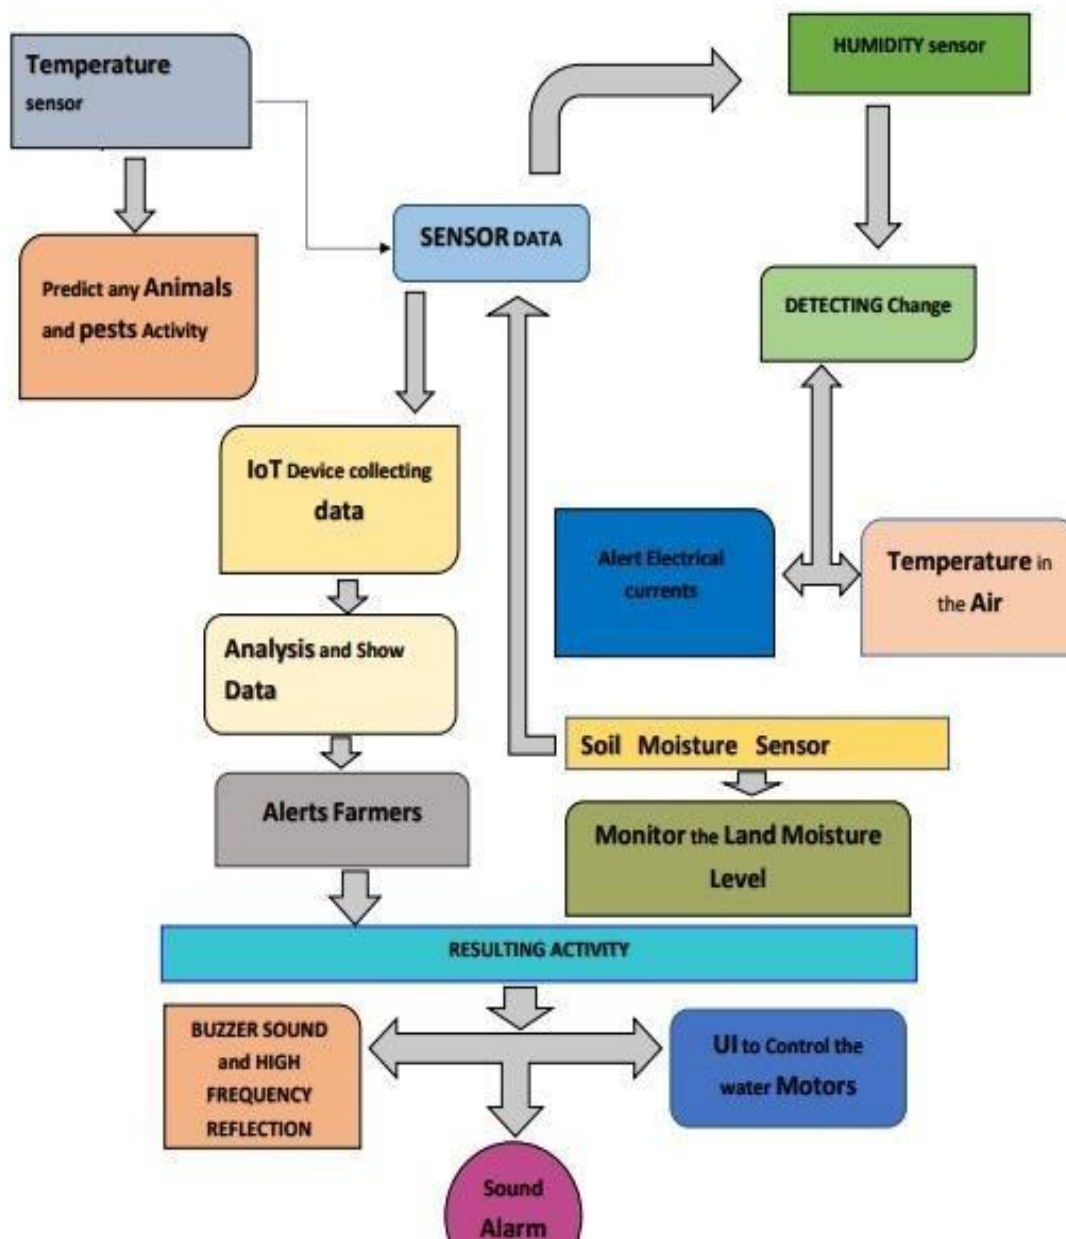 Temperature
sensor
HUMIDITY sensor
SENSOR DATA
Predict any Animals
and pests Activity
DETECTING Change
IoT Device collecting
data
Alert Electrical
currents
Temperature in
the Air
Analysis and Show
Data
Soil Moisture Sensor
Alerts Farmers
Monitor the Land Moisture
Level
RESULTING ACTIVITY
BUZZER SOUND
and HIGH
FREQUENCY
REFLECTION
UI to Control the
water Motors
Sound
Alarm